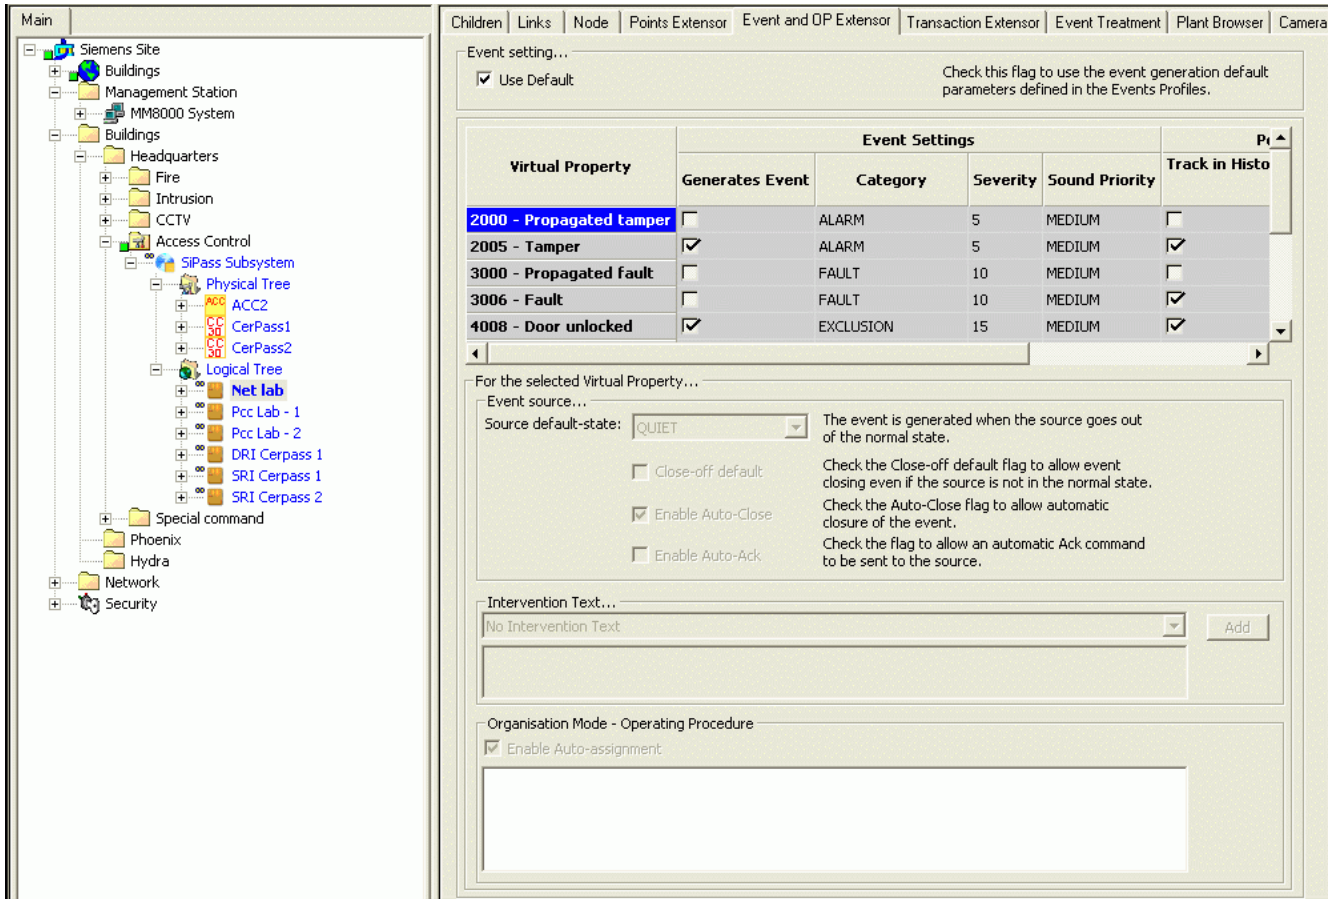 Main
Siemens Site
Buildings
Management Station
MM8000 System
Buildings
Headquarters
Fire
Intrusion
CCTV
Access Control
SiPass Subsystem
Physical Tree
ACC ACC2
CC 50 CerPass1
CC 50 CerPass2
Logical Tree
Net lab
Pcc Lab - 1
Pcc Lab - 2
DRI Cerpass 1
SRI Cerpass 1
SRI Cerpass 2
Special command
Phoenix
Hydra
Network
Security
Children Links Node Points Extensor Event and OP Extensor Transaction Extensor Event Treatment Plant Browser Camera
Event setting...
Use Default
Check this flag to use the event generation default
parameters defined in the Events Profiles.
Event Settings
Virtual Property Generates Event Category Severity Sound Priority Track in Histo
2000 - Propagated tamper ALARM 5 MEDIUM
2005 - Tamper ALARM 5 MEDIUM
3000 - Propagated fault FAULT 10 MEDIUM
3006 - Fault FAULT 10 MEDIUM
4008 - Door unlocked EXCLUSION 15 MEDIUM
For the selected Virtual Property...
Event source...
Source default-state: QUIET
The event is generated when the source goes out
of the normal state.
Close-off default
Check the Close-off default flag to allow event
closing even if the source is not in the normal state.
Enable Auto-Close
Check the Auto-Close flag to allow automatic
closure of the event.
Enable Auto-Ack
Check the flag to allow an automatic Ack command
to be sent to the source.
Intervention Text...
No Intervention Text Add
Organisation Mode - Operating Procedure
Enable Auto-assignment